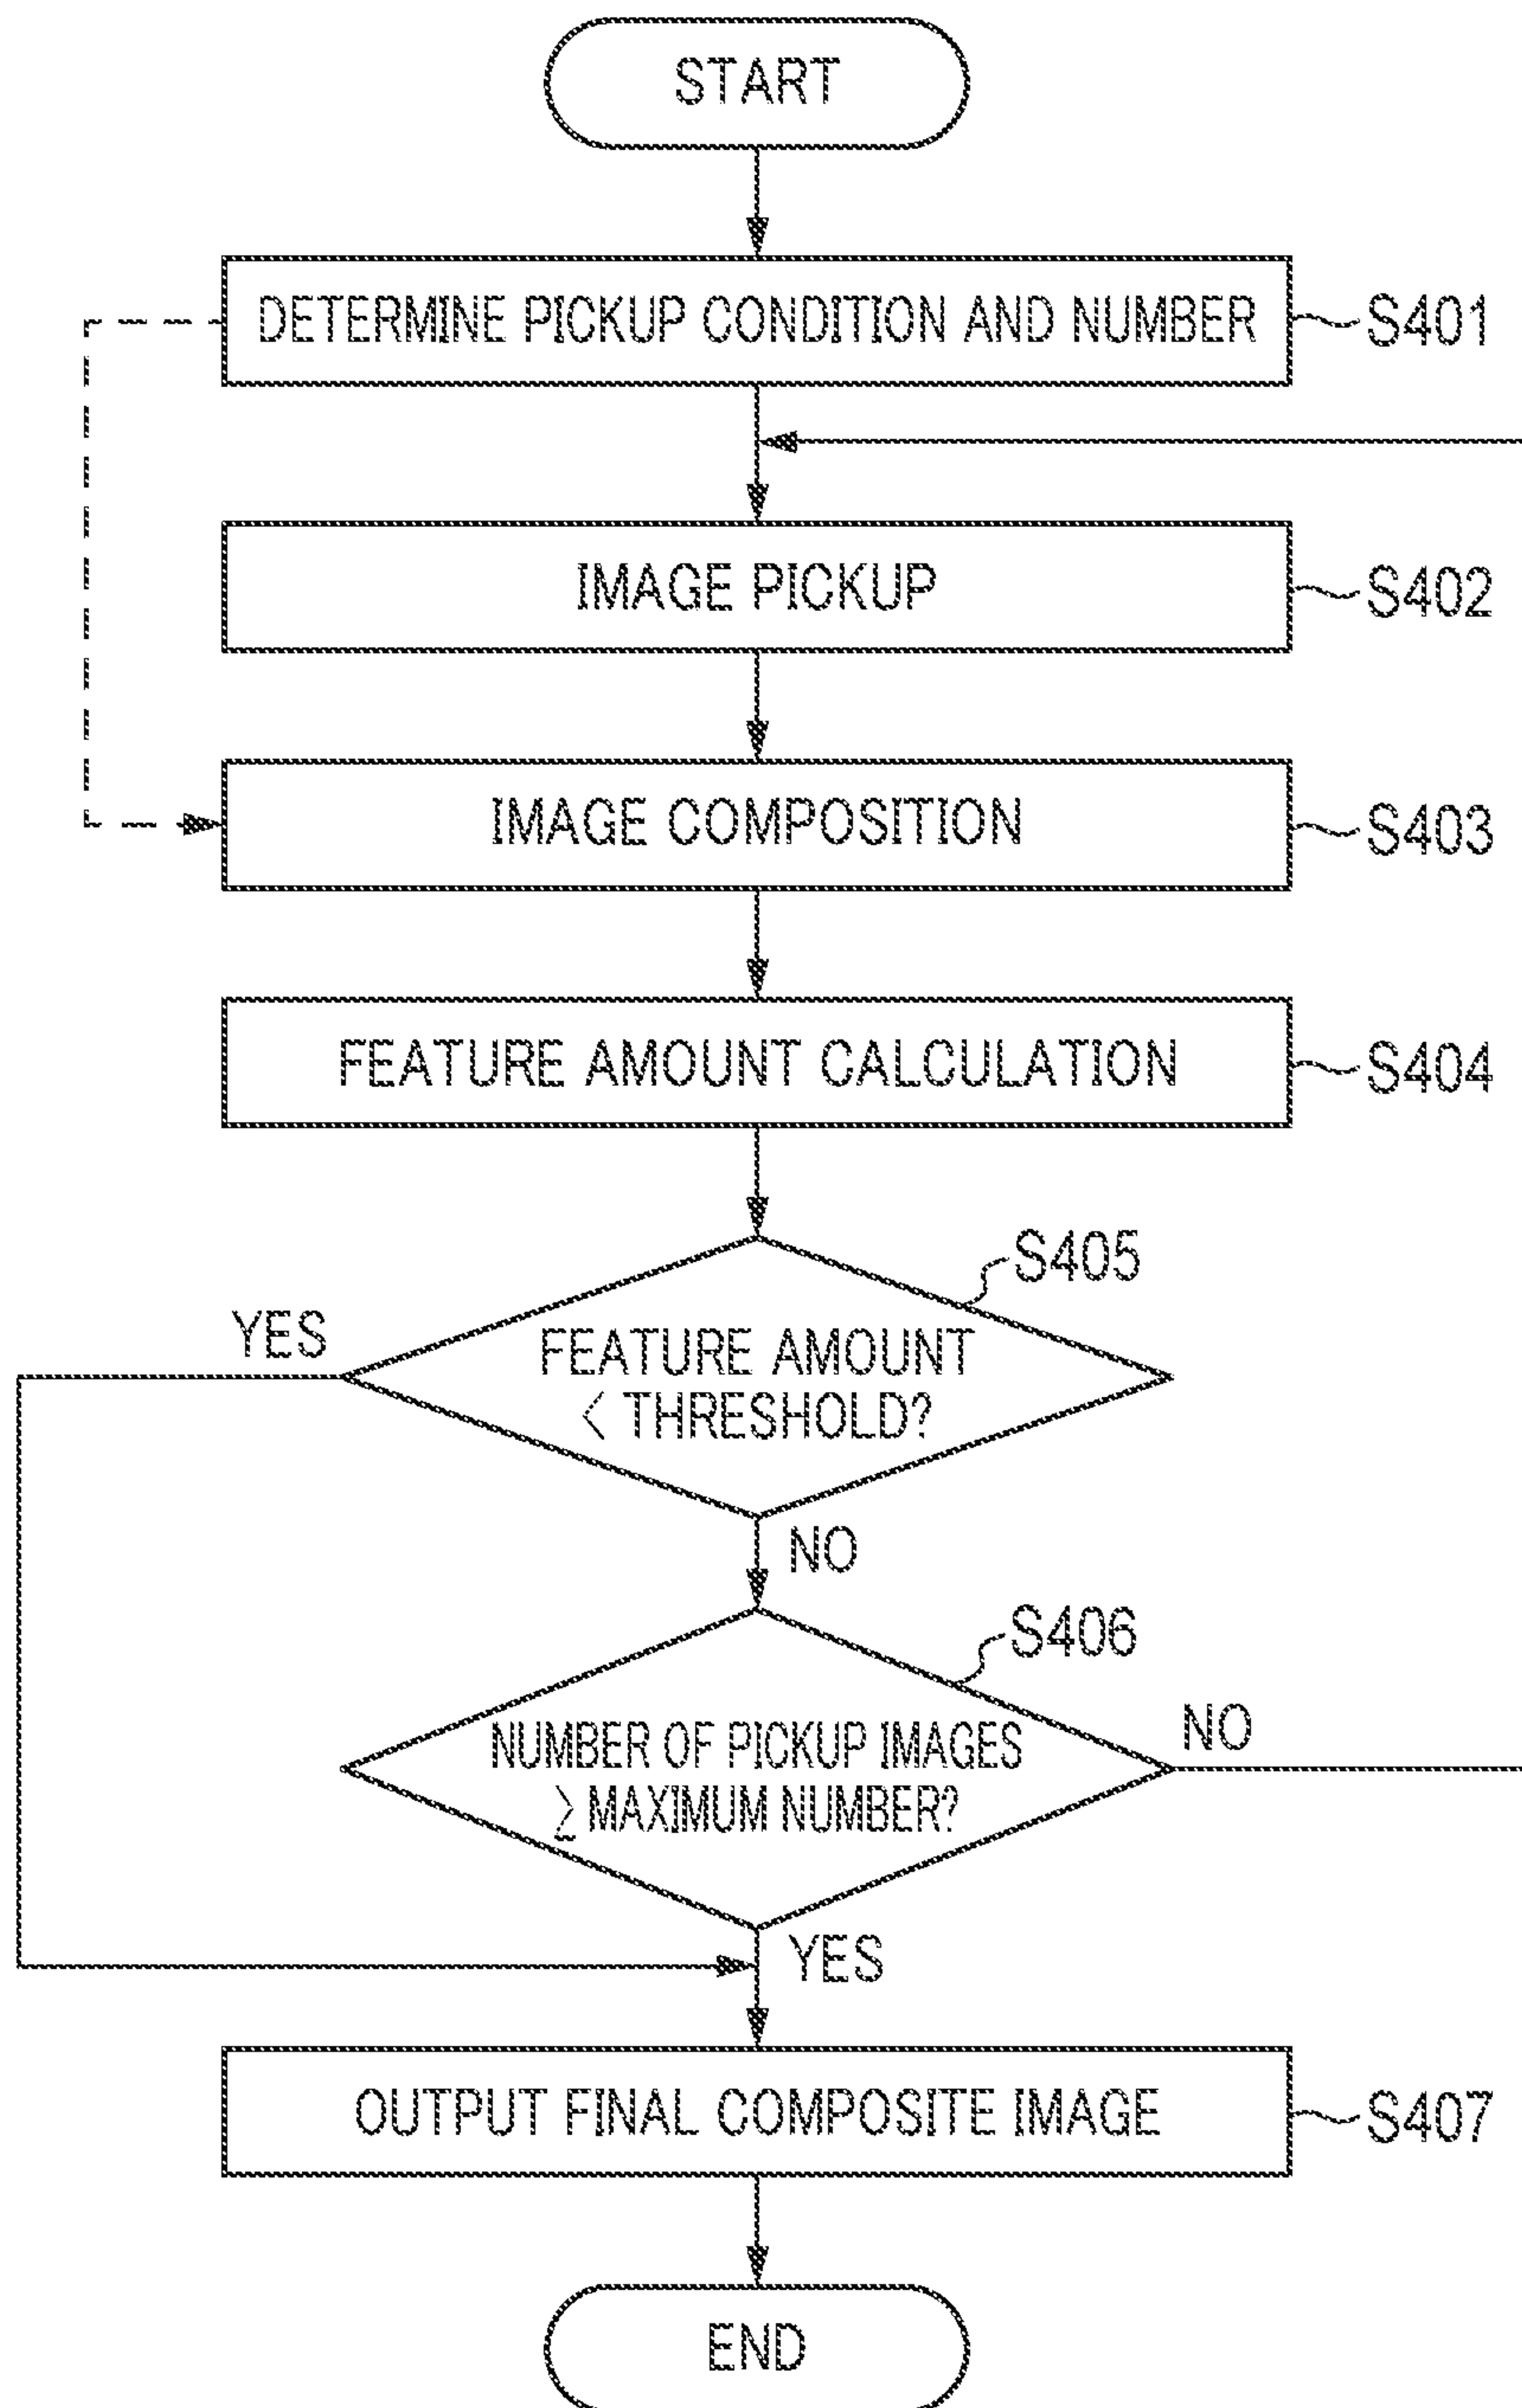 START
DETERMINE PICKUP CONDITION AND NUMBER
S401
IMAGE PICKUP
S402
IMAGE COMPOSITION
S403
FEATURE AMOUNT CALCULATION
S404
S405
YES
FEATURE AMOUNT
< THRESHOLD?
NO
S406
NO
NUMBER OF PICKUP IMAGES
≥ MAXIMUM NUMBER?
YES
OUTPUT FINAL COMPOSITE IMAGE
S407
END